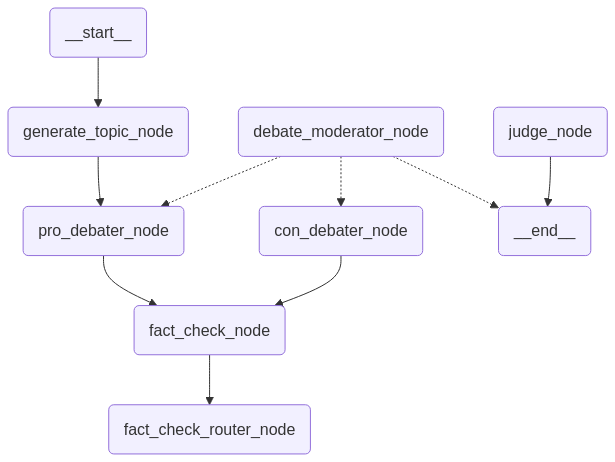 __start__
generate_topic_node
debate_moderator_node
judge_node
pro_debater_node
con_debater_node
__end__
fact_check_node
fact_check_router_node